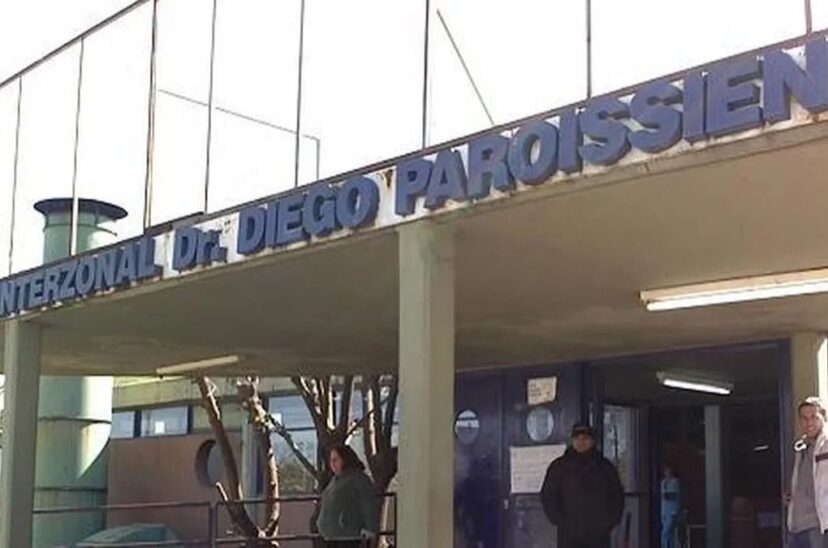 INTERZONAL Dr. DIEGO PAROISSIEN